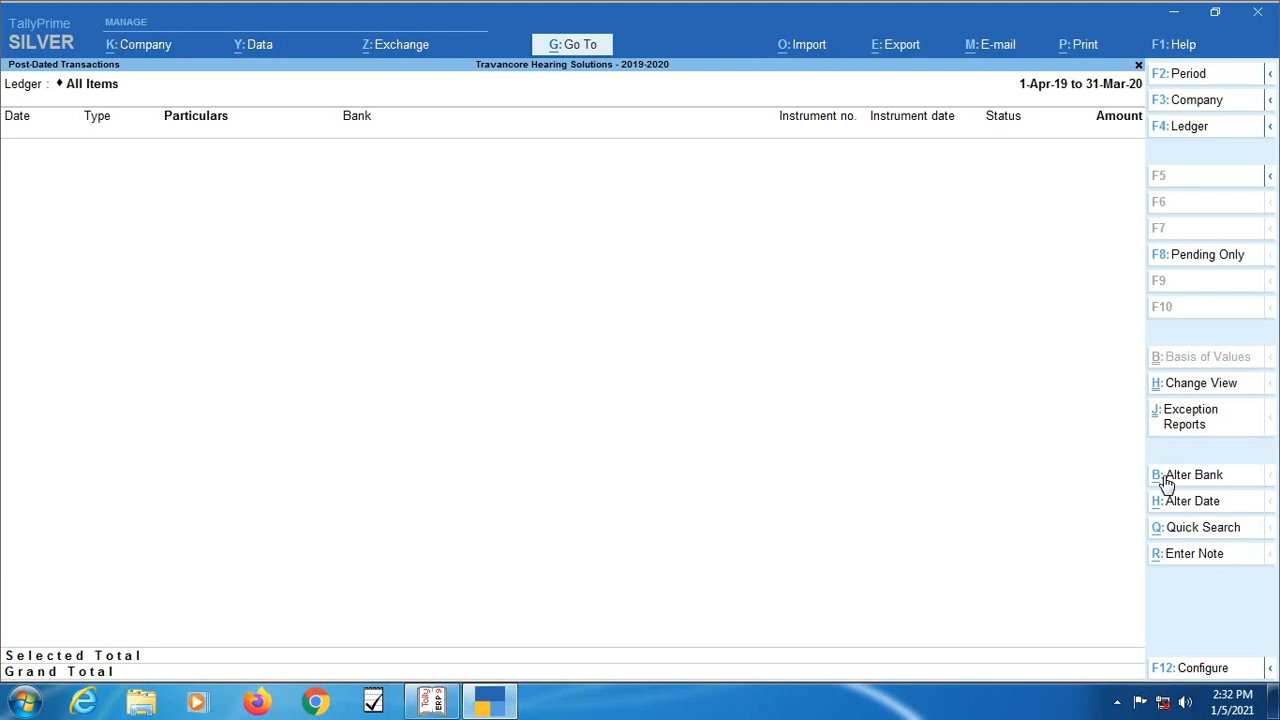 TallyPrime
MANAGE
SILVER
K: Company
Y: Data
Z: Exchange
G: Go To
O: Import
E: Export
M: E-mail
P: Print
F1: Help
Post-Dated Transactions
Travancore Hearing Solutions - 2019-2020
Ledger : ♦ All Items
1-Apr-19 to 31-Mar-20
Date
Type
Particulars
Bank
Instrument no.
Instrument date
Status
Amount
F2: Period
F3: Company
F4: Ledger
F5
F6
F7
F8: Pending Only
F9
F10
B: Basis of Values
H: Change View
J: Exception
Reports
B: Alter Bank
H: Alter Date
Q: Quick Search
R: Enter Note
Selected Total
Grand Total
F12: Configure
Tally
ERP 9
2:32 PM
1/5/2021